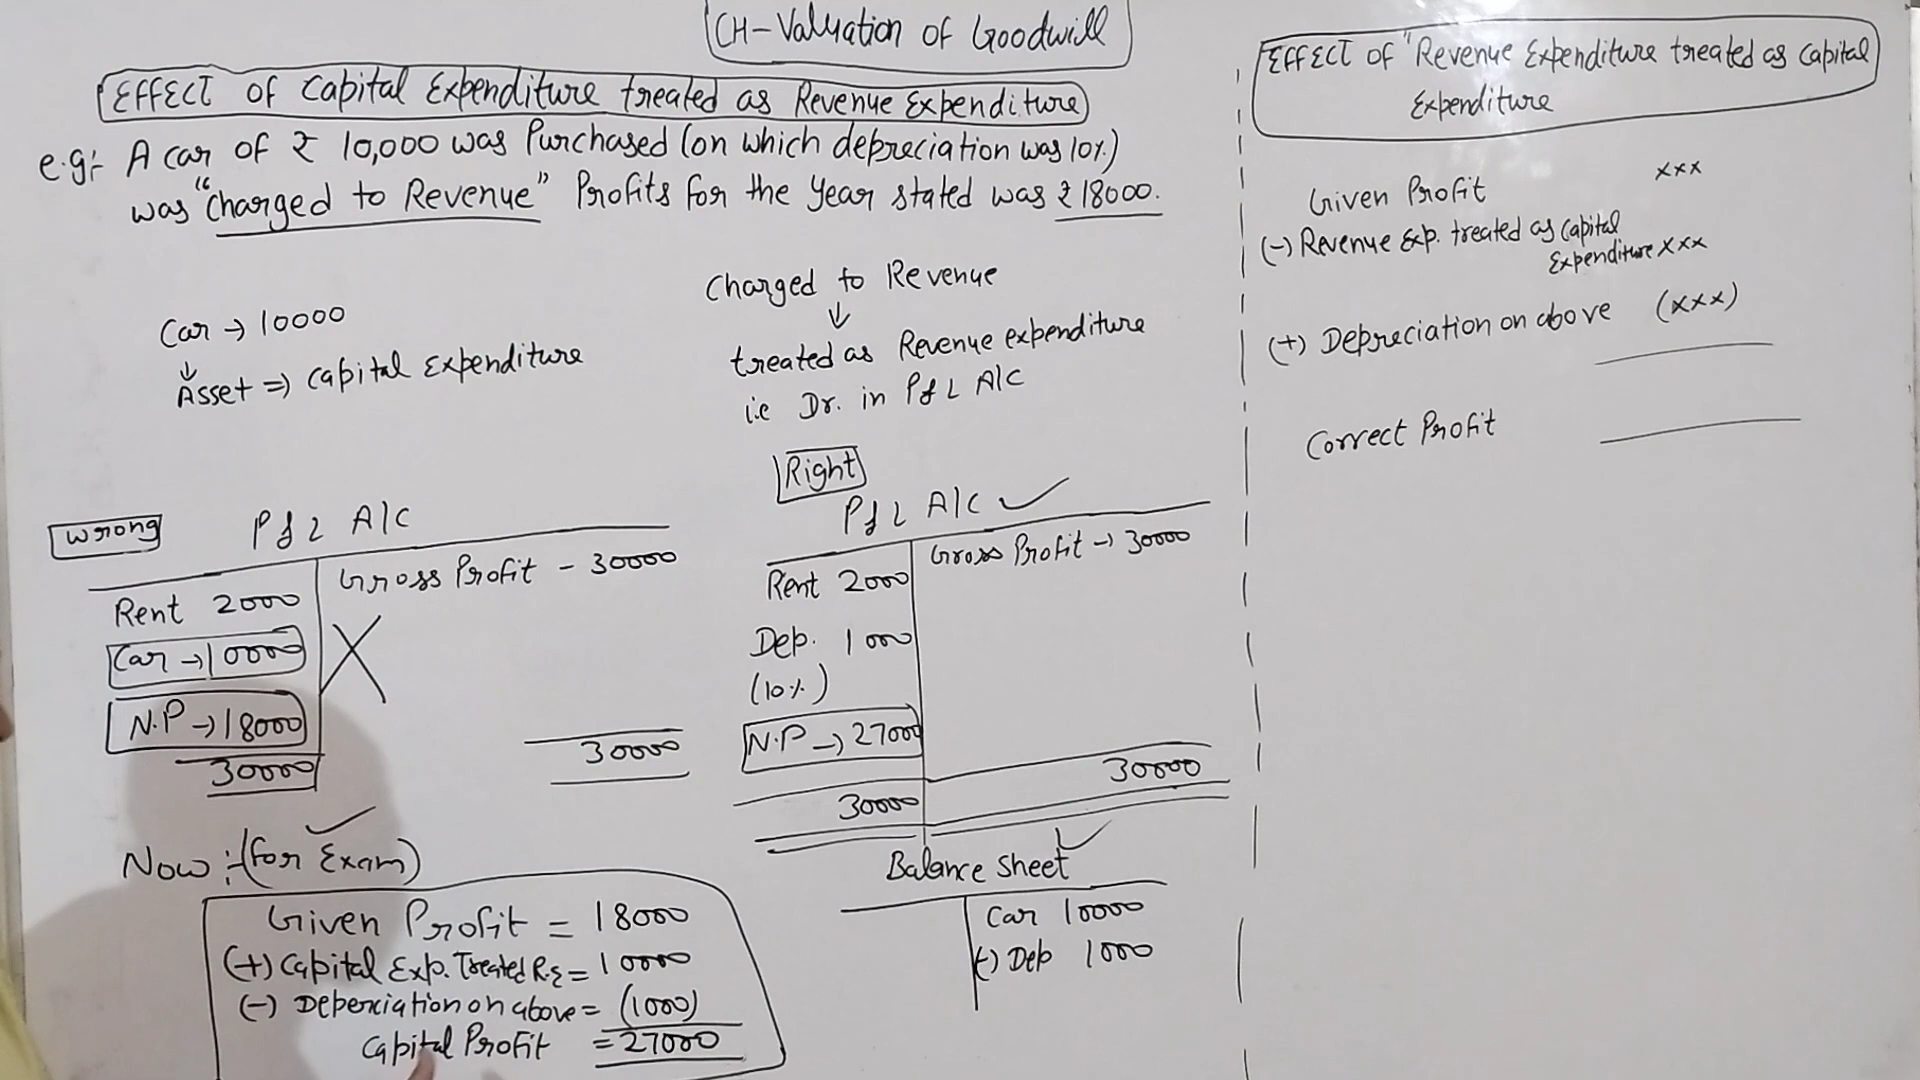 CH-Valuation of Goodwill
EFFECT of Capital Expenditure treated as Revenue Expenditure
e.g:- A car of ₹ 10,000 was Purchased (on which depreciation was 10%)
was "Charged to Revenue" Profits for the Year stated was ₹18000.
Car → 10000
↓
Asset ⇒ Capital Expenditure
Charged to Revenue
↓
treated as Revenue expenditure
i.e Dr. in P&L A/C
Wrong
P&L A/C
Gross Profit - 30000
Rent 2000
Car → 10000
X
N.P → 18000
30000
30000
Right
P&L A/C ✓
Rent 2000
Gross Profit → 30000
Dep. 1000
(10%)
N.P → 27000
30000
30000
Balance Sheet
Car 10000
(-) Dep 1000
Now :- (For Exam)
Given Profit = 18000
(+) Capital Exp. Treated R.E = 10000
(-) Deperciation on above = (1000)
Capital Profit = 27000
EFFECT of "Revenue Expenditure treated as Capital
Expenditure
Given Profit xxx
(-) Revenue Exp. treated as Capital
Expenditure xxx
(+) Depreciation on above (xxx)
Correct Profit